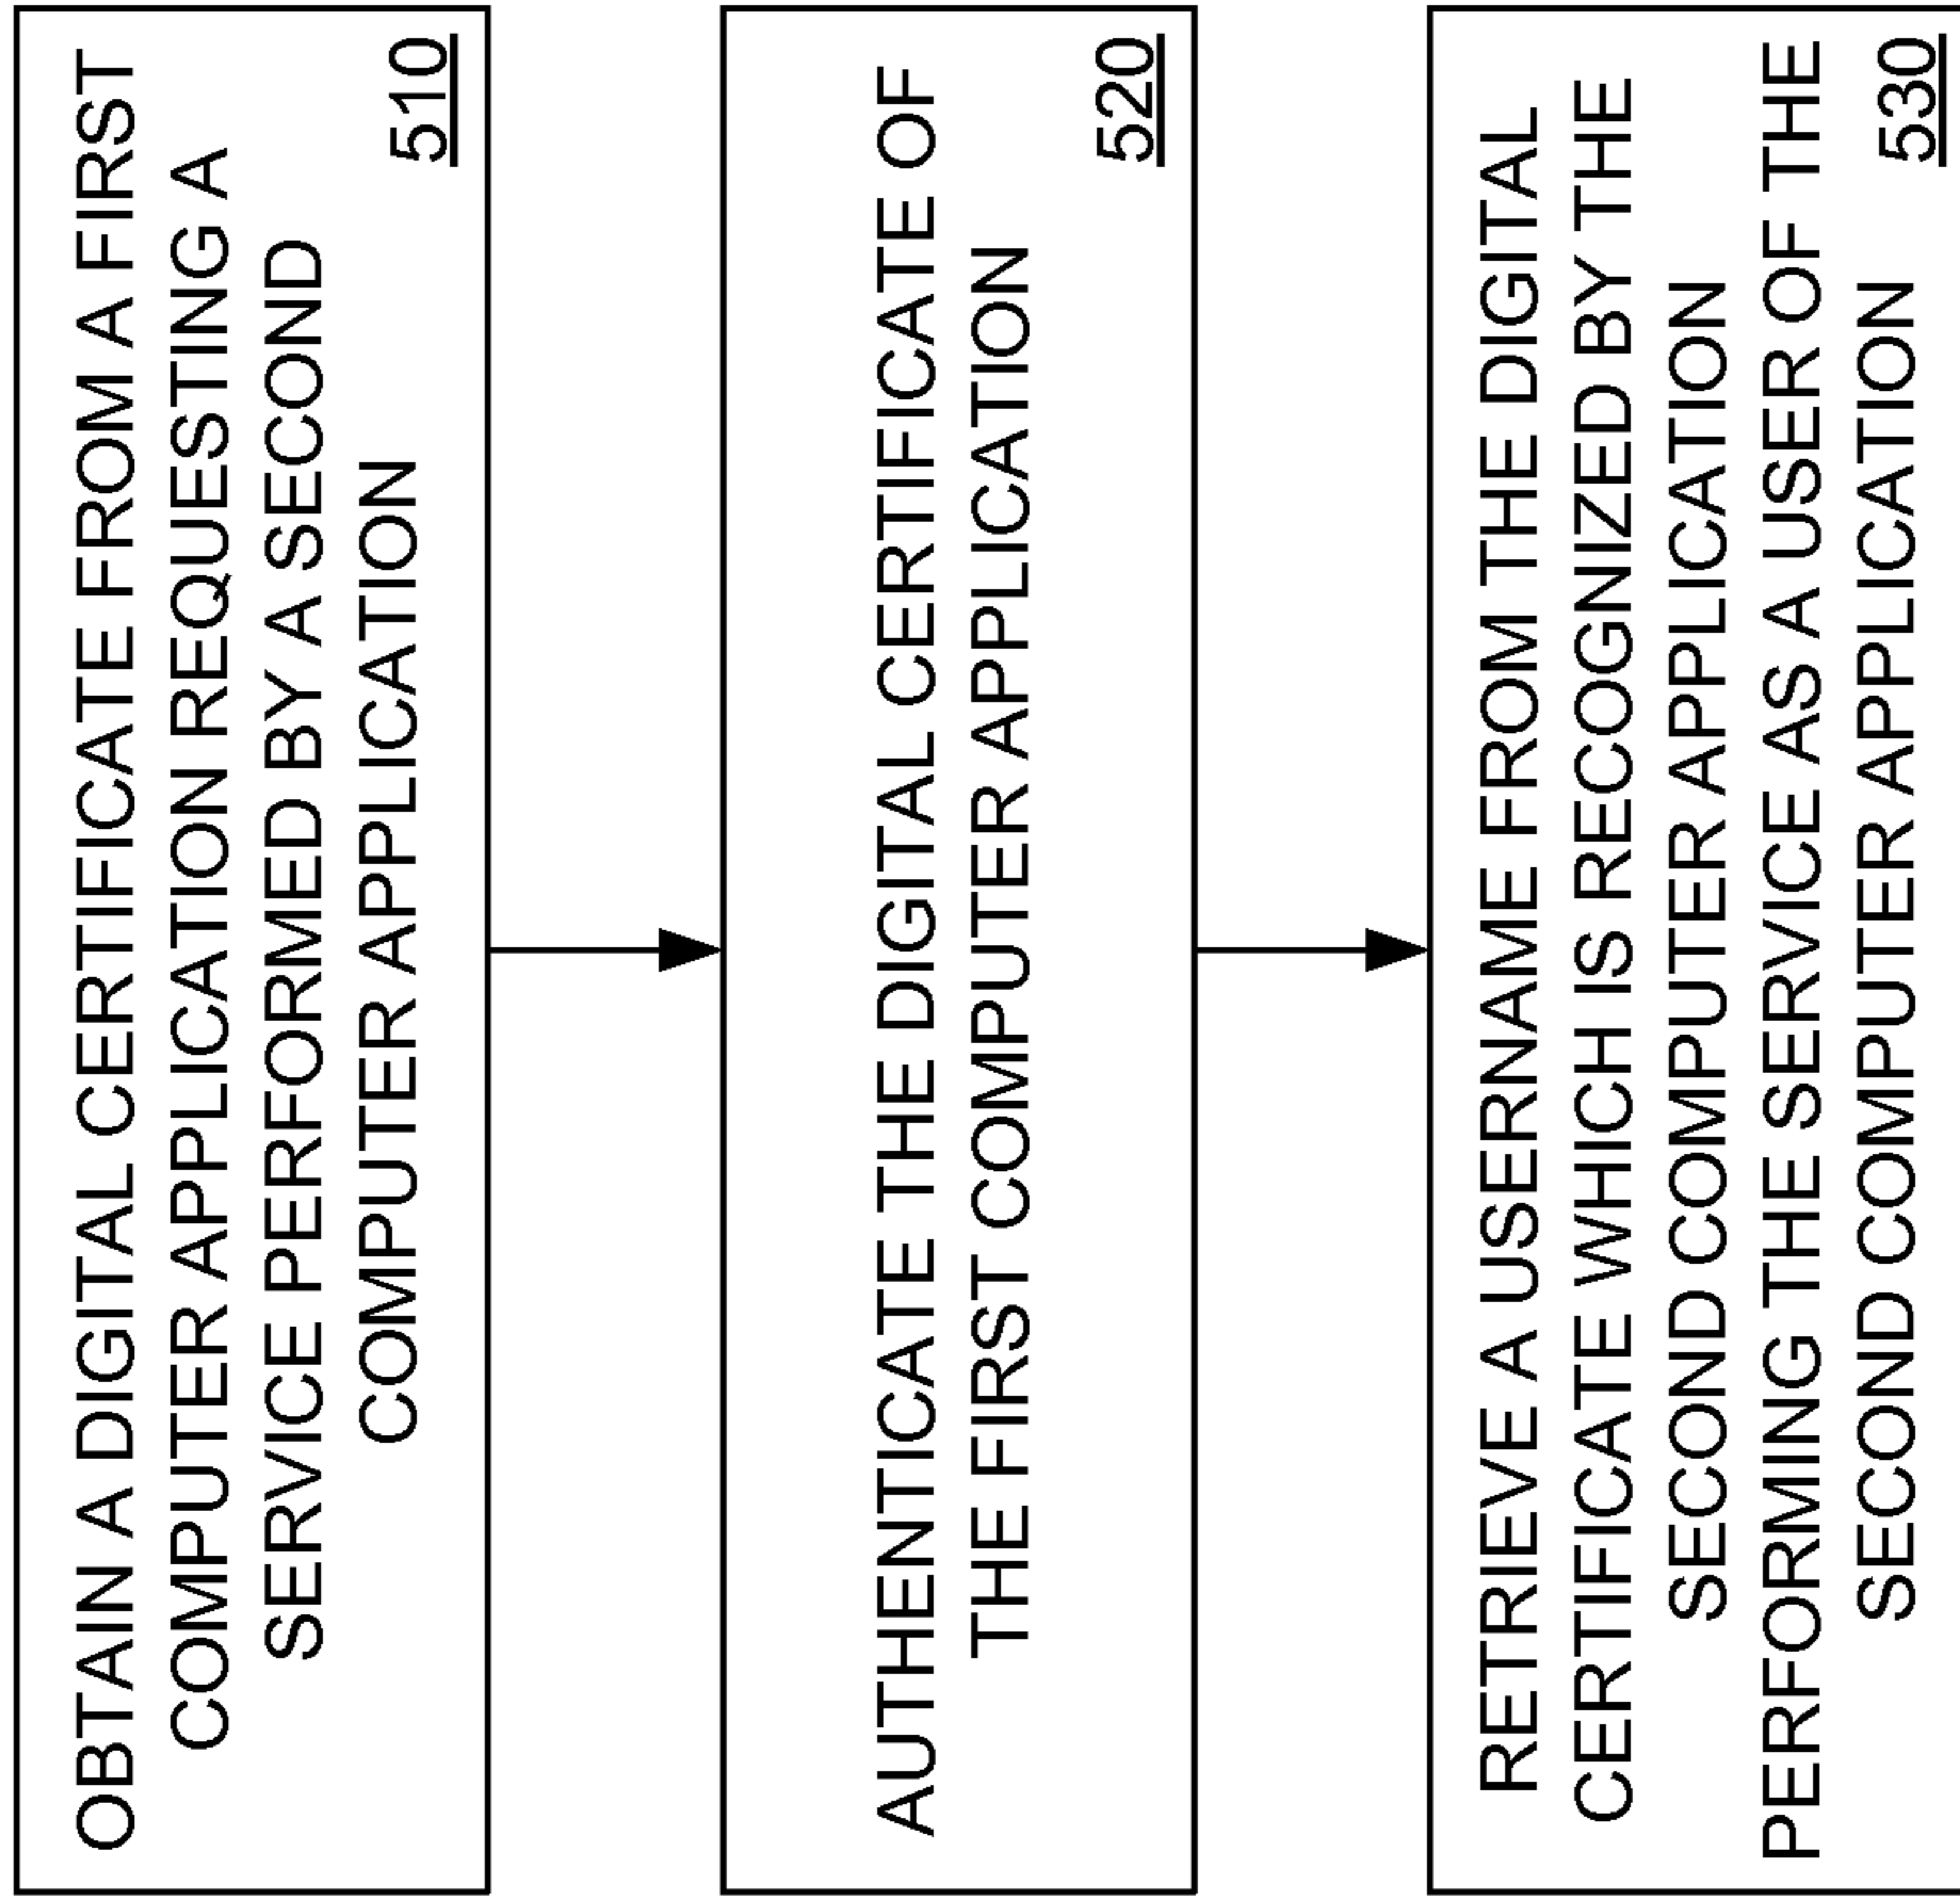 OBTAIN A DIGITAL CERTIFICATE FROM A FIRST
COMPUTER APPLICATION REQUESTING A
SERVICE PERFORMED BY A SECOND
COMPUTER APPLICATION
510
AUTHENTICATE THE DIGITAL CERTIFICATE OF
THE FIRST COMPUTER APPLICATION
520
RETRIEVE A USERNAME FROM THE DIGITAL
CERTIFICATE WHICH IS RECOGNIZED BY THE
SECOND COMPUTER APPLICATION
PERFORMING THE SERVICE AS A USER OF THE
SECOND COMPUTER APPLICATION
530